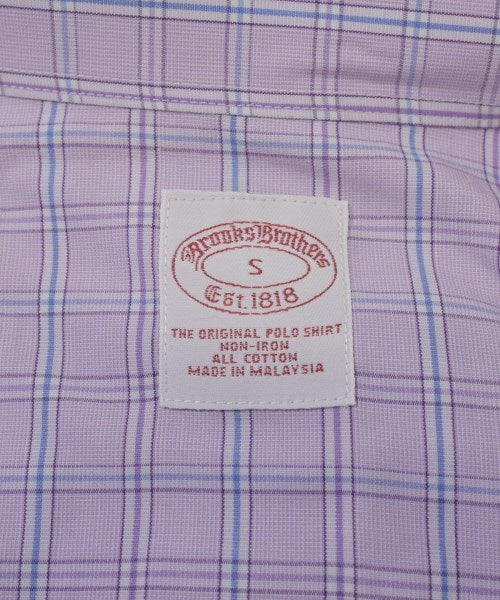 Brooks Brothers
S
Est. 1818
THE ORIGINAL POLO SHIRT
NON-IRON
ALL COTTON
MADE IN MALAYSIA